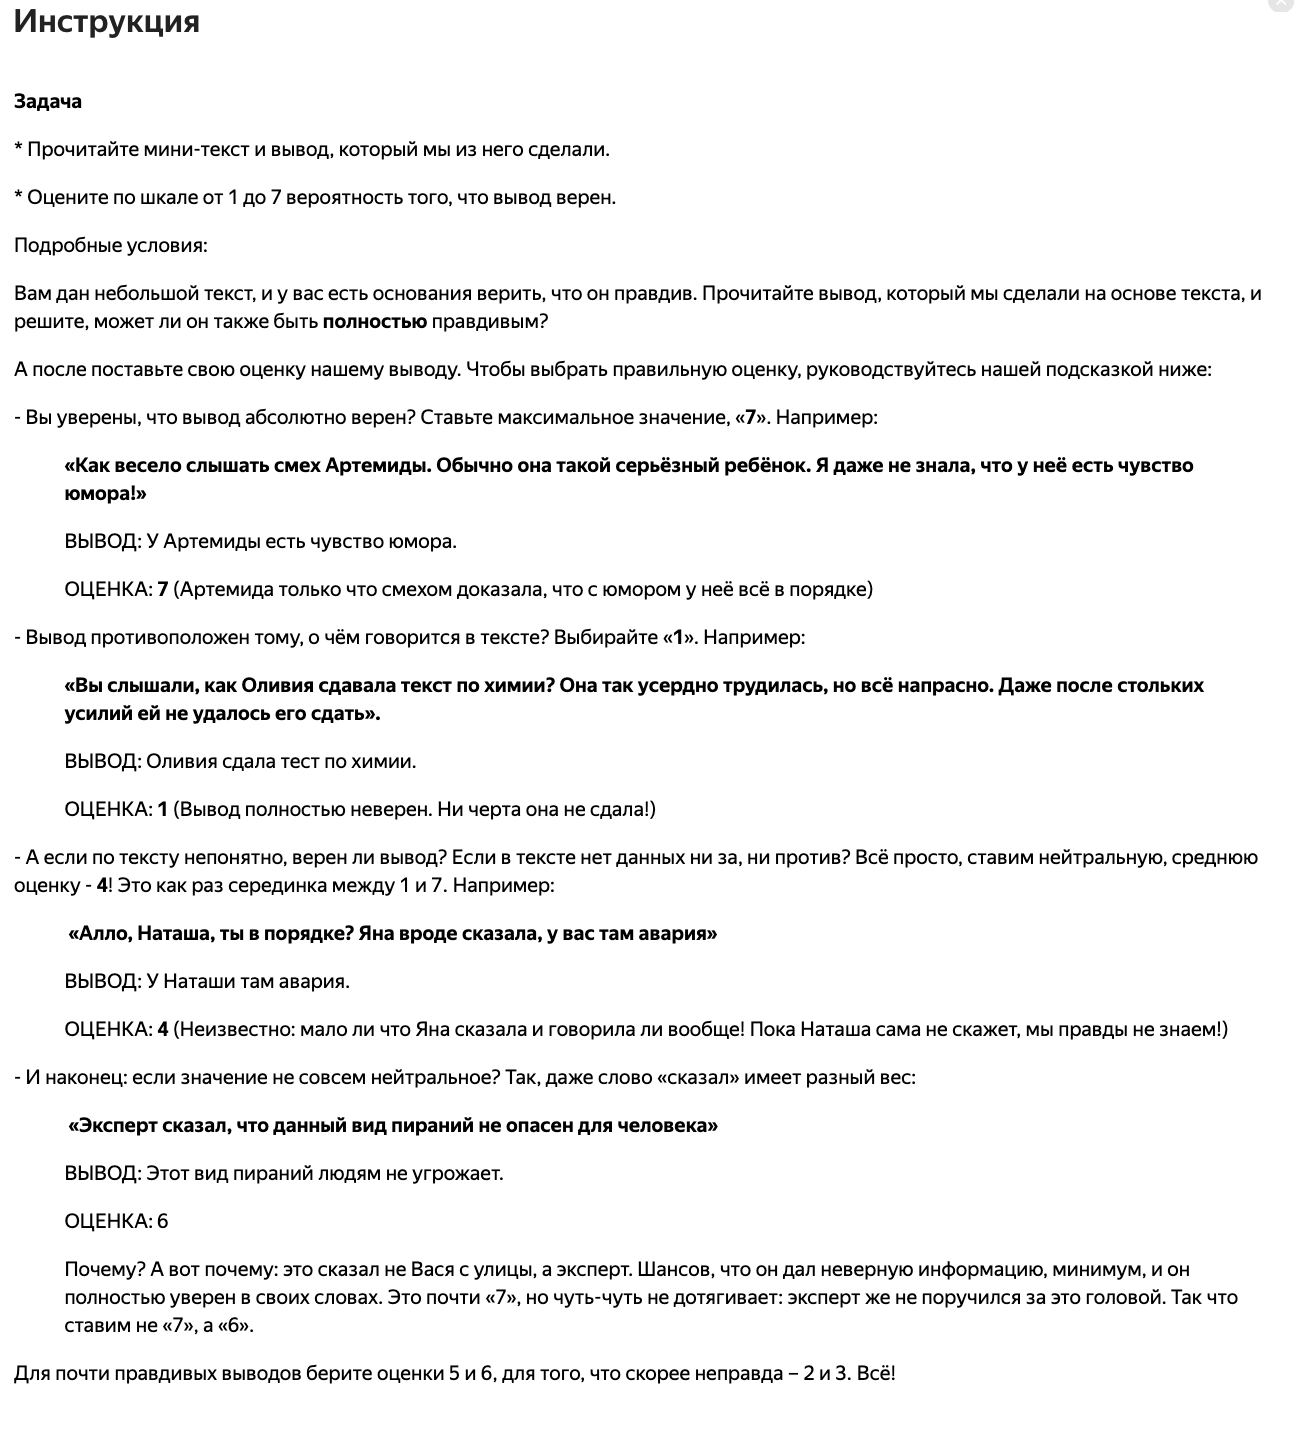 Инструкция
Задача
* Прочитайте мини-текст и вывод, который мы из него сделали.
* Оцените по шкале от 1 до 7 вероятность того, что вывод верен.
Подробные условия:
Вам дан небольшой текст, и у вас есть основания верить, что он правдив. Прочитайте вывод, который мы сделали на основе текста, и
решите, может ли он также быть полностью правдивым?
А после поставьте свою оценку нашему выводу. Чтобы выбрать правильную оценку, руководствуйтесь нашей подсказкой ниже:
- Вы уверены, что вывод абсолютно верен? Ставьте максимальное значение, «7». Например:
«Как весело слышать смех Артемиды. Обычно она такой серьёзный ребёнок. Я даже не знала, что у неё есть чувство
юмора!»
ВЫВОД: У Артемиды есть чувство юмора.
ОЦЕНКА: 7 (Артемида только что смехом доказала, что с юмором у неё всё в порядке)
- Вывод противоположен тому, о чём говорится в тексте? Выбирайте «1». Например:
«Вы слышали, как Оливия сдавала текст по химии? Она так усердно трудилась, но всё напрасно. Даже после стольких
усилий ей не удалось его сдать».
ВЫВОД: Оливия сдала тест по химии.
ОЦЕНКА: 1 (Вывод полностью неверен. Ни черта она не сдала!)
- А если по тексту непонятно, верен ли вывод? Если в тексте нет данных ни за, ни против? Всё просто, ставим нейтральную, среднюю
оценку - 4! Это как раз серединка между 1 и 7. Например:
«Алло, Наташа, ты в порядке? Яна вроде сказала, у вас там авария»
ВЫВОД: У Наташи там авария.
ОЦЕНКА: 4 (Неизвестно: мало ли что Яна сказала и говорила ли вообще! Пока Наташа сама не скажет, мы правды не знаем!)
- И наконец: если значение не совсем нейтральное? Так, даже слово «сказал» имеет разный вес:
«Эксперт сказал, что данный вид пираний не опасен для человека»
ВЫВОД: Этот вид пираний людям не угрожает.
ОЦЕНКА: 6
Почему? А вот почему: это сказал не Вася с улицы, а эксперт. Шансов, что он дал неверную информацию, минимум, и он
полностью уверен в своих словах. Это почти «7», но чуть-чуть не дотягивает: эксперт же не поручился за это головой. Так что
ставим не «7», а «6».
Для почти правдивых выводов берите оценки 5 и 6, для того, что скорее неправда – 2 и 3. Всё!